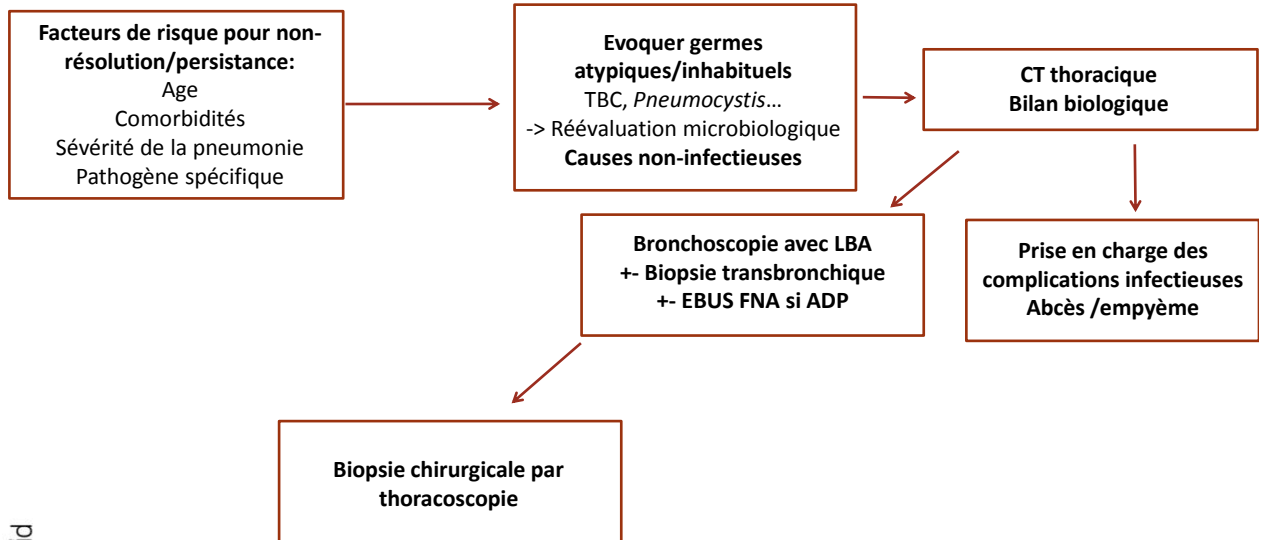 Facteurs de risque pour non-
résolution/persistance:
Age
Comorbidités
Sévérité de la pneumonie
Pathogène spécifique
Evoquer germes
atypiques/inhabituels
TBC, Pneumocystis...
-> Réévaluation microbiologique
Causes non-infectieuses
CT thoracique
Bilan biologique
Bronchoscopie avec LBA
+- Biopsie transbronchique
+- EBUS FNA si ADP
Prise en charge des
complications infectieuses
Abcès /empyème
Biopsie chirurgicale par
thoracoscopie